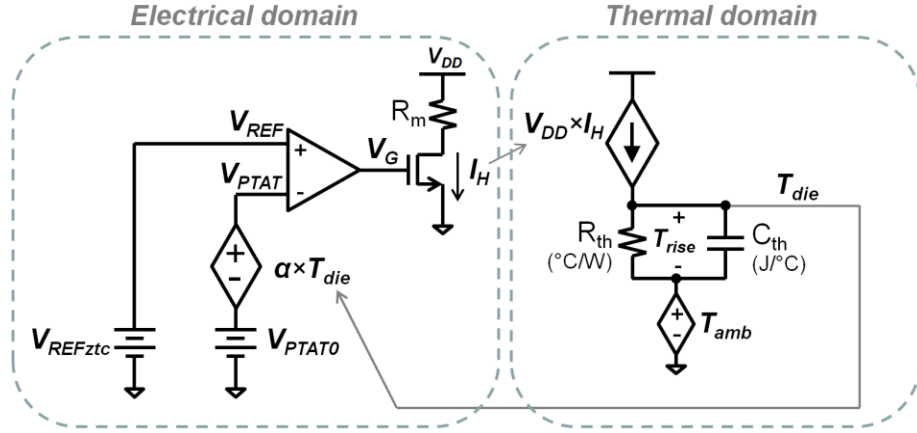 Electrical domain
Thermal domain
V_DD
R_m
V_REF
+
V_G
I_H
V_DD×I_H
V_PTAT
-
T_die
+
R_th
(°C/W)
T_rise
-
C_th
(J/°C)
+
-
α×T_die
+
-
T_amb
V_REFztc
V_PTAT0